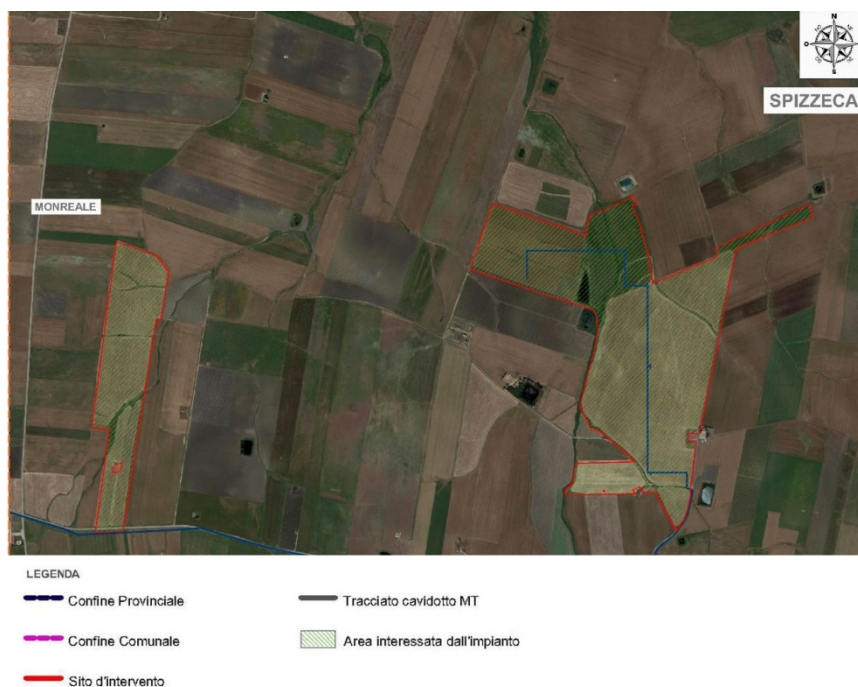 N
O
E
S
SPIZZECA
MONREALE
LEGENDA
Confine Provinciale
Tracciato cavidotto MT
Confine Comunale
Area interessata dall'impianto
Sito d'intervento